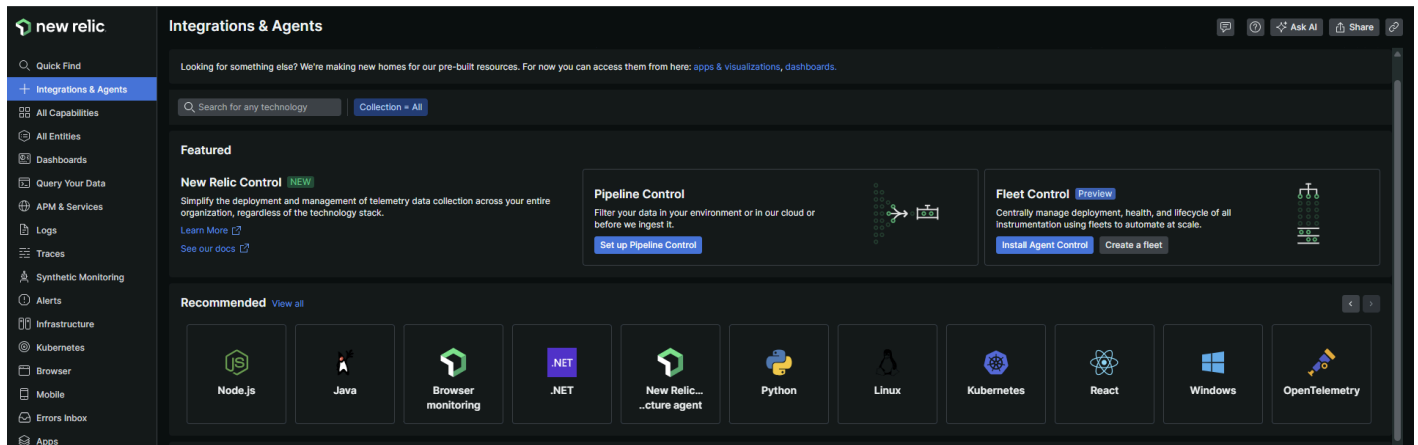 new relic
Integrations & Agents
Ask AI
Share
Quick Find
Integrations & Agents
All Capabilities
All Entities
Dashboards
Query Your Data
APM & Services
Logs
Traces
Synthetic Monitoring
Alerts
Infrastructure
Kubernetes
Browser
Mobile
Errors Inbox
Apps
Looking for something else? We're making new homes for our pre-built resources. For now you can access them from here: apps & visualizations, dashboards.
Search for any technology
Collection = All
Featured
New Relic Control NEW
Simplify the deployment and management of telemetry data collection across your entire
organization, regardless of the technology stack.
Learn More
See our docs
Pipeline Control
Filter your data in your environment or in our cloud or
before we ingest it.
Set up Pipeline Control
Fleet Control Preview
Centrally manage deployment, health, and lifecycle of all
instrumentation using fleets to automate at scale.
Install Agent Control
Create a fleet
Recommended View all
JS
Node.js
Java
Browser
monitoring
.NET
.NET
New Relic...
..cture agent
Python
Linux
Kubernetes
React
Windows
OpenTelemetry